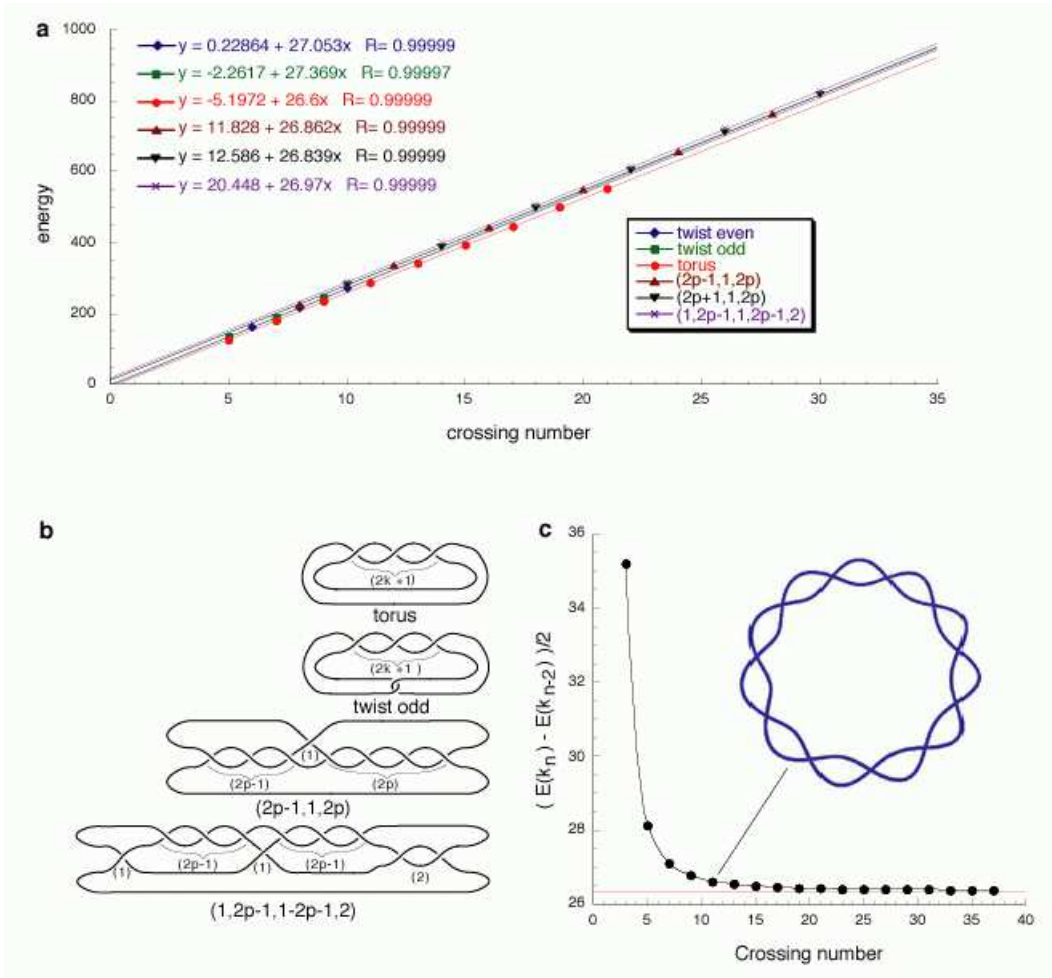 a
1000
800
600
400
200
0
energy
y = 0.22864 + 27.053x R= 0.99999
y = -2.2617 + 27.369x R= 0.99997
y = -5.1972 + 26.6x R= 0.99999
y = 11.828 + 26.862x R= 0.99999
y = 12.586 + 26.839x R= 0.99999
y = 20.448 + 26.97x R= 0.99999
twist even
twist odd
torus
(2p-1,1,2p)
(2p+1,1,2p)
(1,2p-1,1,2p-1,2)
0 5 10 15 20 25 30 35
crossing number
b
(2k +1)
torus
(2k +1 )
twist odd
(1)
(2p-1) (2p)
(2p-1,1,2p)
(1) (2p-1) (1) (2p-1) (2)
(1,2p-1,1-2p-1,2)
c
36
34
32
30
28
26
( E(kn) - E(kn-2) )/2
0 5 10 15 20 25 30 35 40
Crossing number